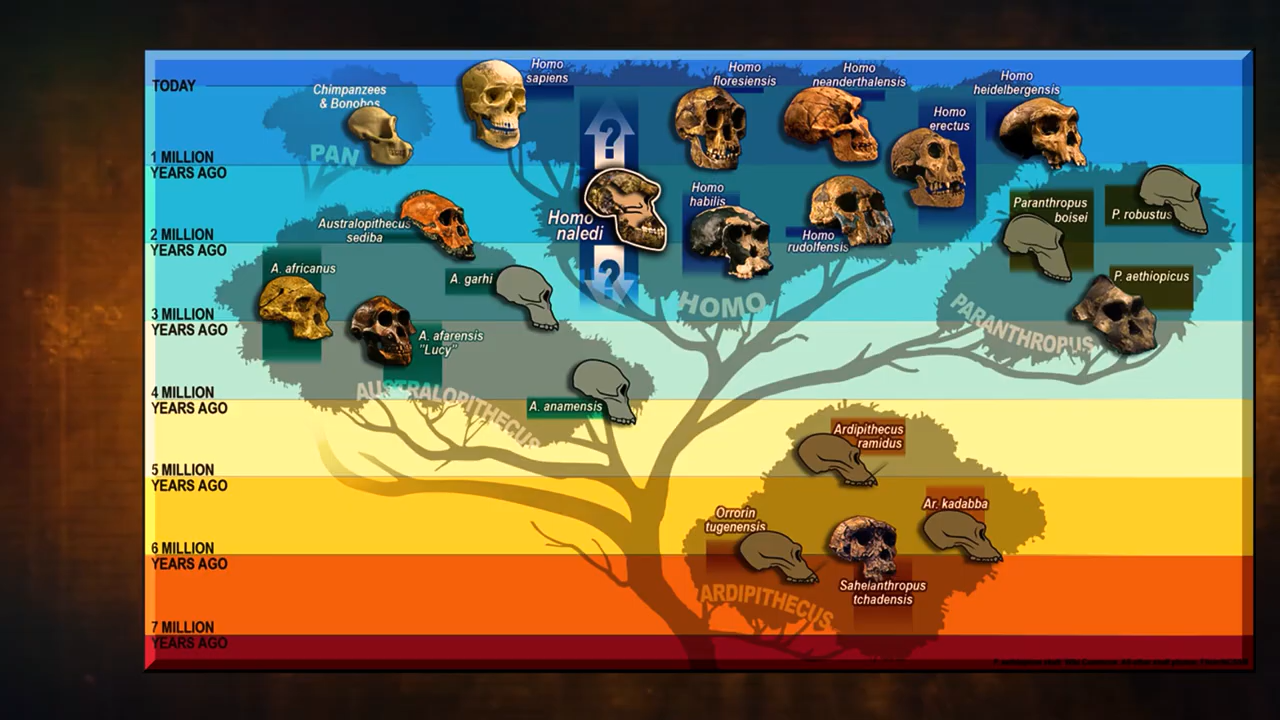 TODAY
Chimpanzees
& Bonobos
PAN
Homo
sapiens
Homo
floresiensis
Homo
neanderthalensis
Homo
heidelbergensis
Homo
erectus
1 MILLION
YEARS AGO
?
Homo
naledi
?
Homo
habilis
Homo
rudolfensis
HOMO
Paranthropus
boisei
P. robustus
P. aethiopicus
PARANTHROPUS
Australopithecus
sediba
2 MILLION
YEARS AGO
A. africanus
A. garhi
3 MILLION
YEARS AGO
A. afarensis
"Lucy"
4 MILLION
YEARS AGO
A. anamensis
AUSTRALOPITHECUS
Ardipithecus
ramidus
5 MILLION
YEARS AGO
Orrorin
tugenensis
Ar. kadabba
6 MILLION
YEARS AGO
Sahelanthropus
tchadensis
ARDIPITHECUS
7 MILLION
YEARS AGO